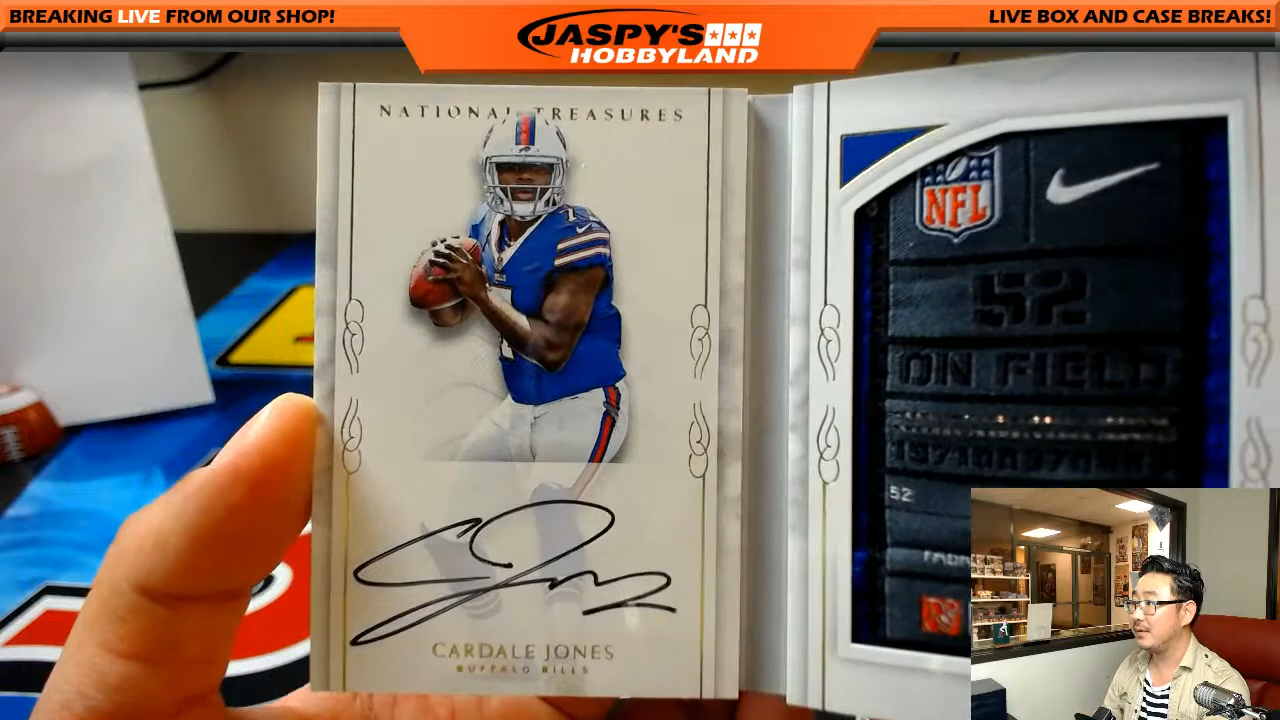 BREAKING LIVE FROM OUR SHOP!
JASPY'S
HOBBYLAND
LIVE BOX AND CASE BREAKS!
NATIONAL TREASURES
NFL
52
ON FIELD
52
CARDALE JONES
BUFFALO BILLS